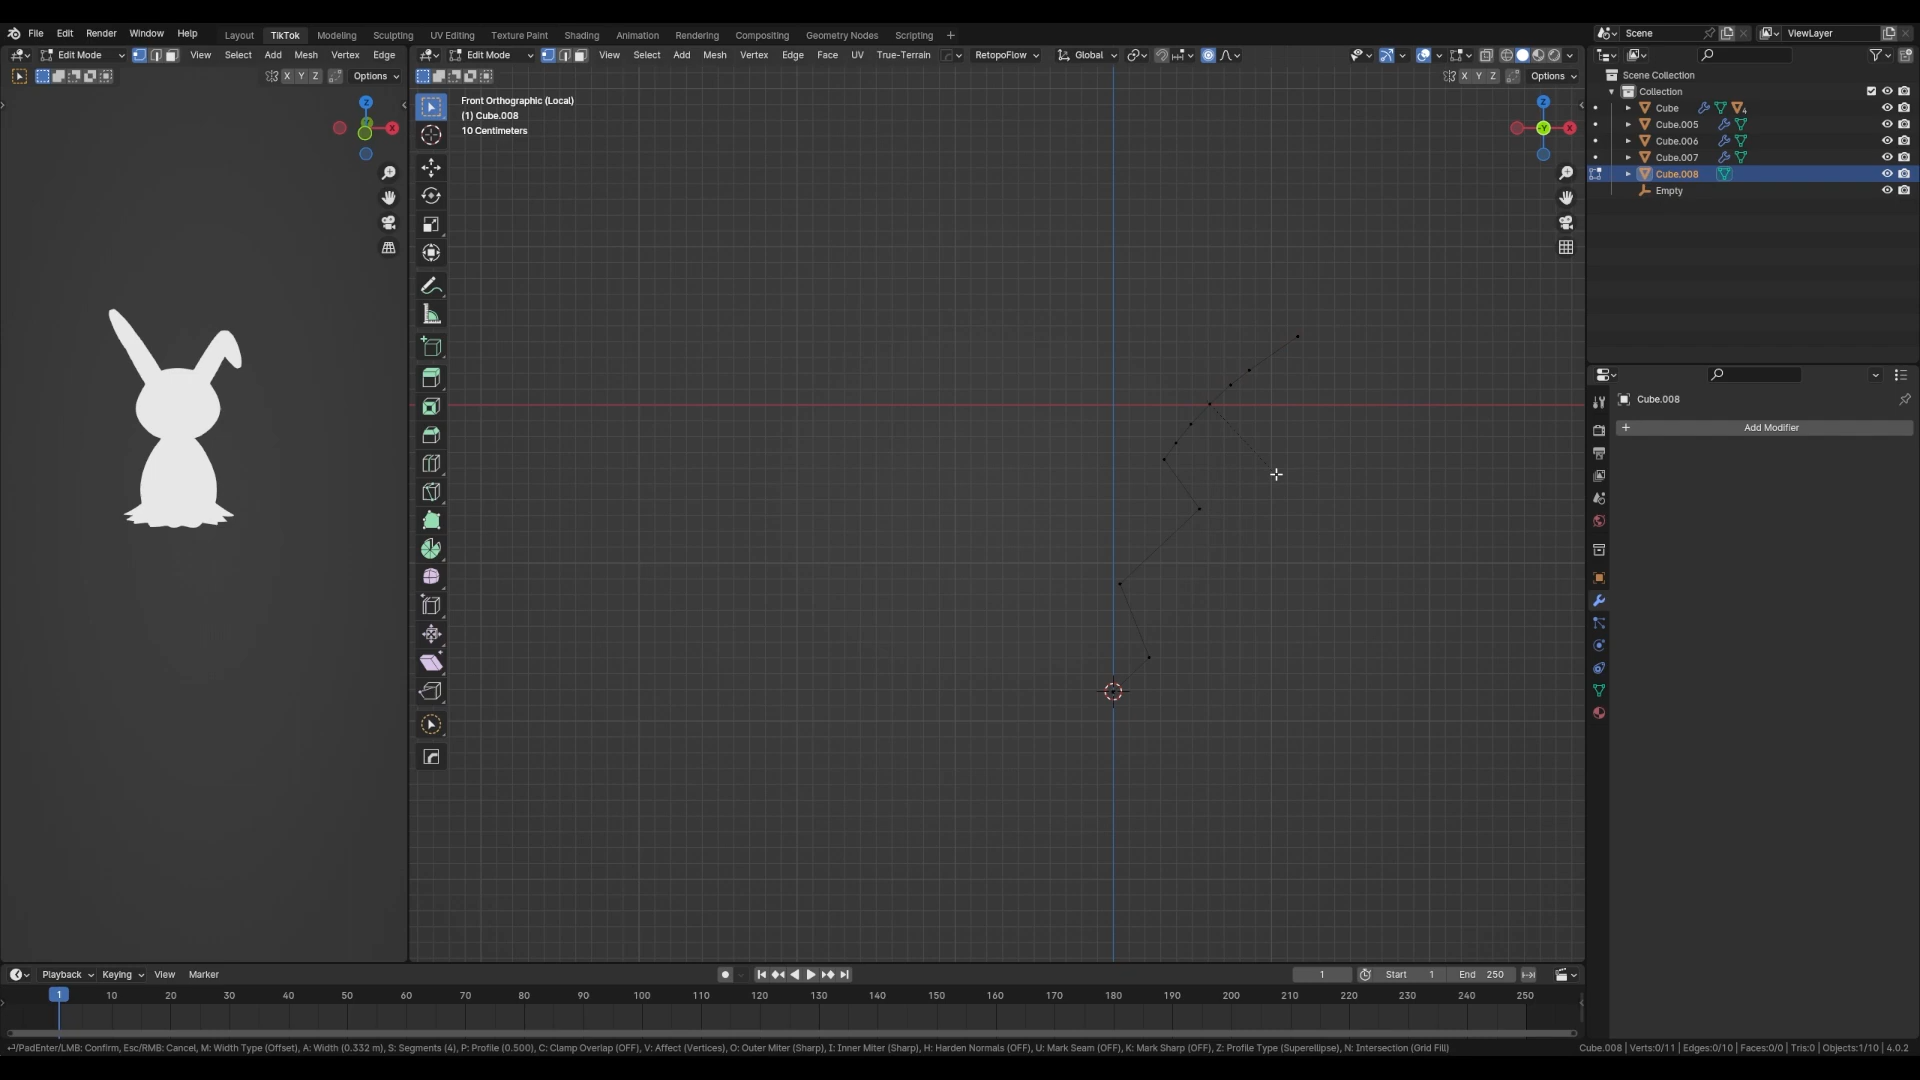 File Edit Render Window Help Layout TikTok Modeling Sculpting UV Editing Texture Paint Shading Animation Rendering Compositing Geometry Nodes Scripting + Scene ViewLayer
Edit Mode View Select Add Mesh Vertex Edge Edit Mode View Select Add Mesh Vertex Edge Face UV True-Terrain RetopoFlow Global
X Y Z Options X Y Z Options
Scene Collection
Collection
Cube
Cube.005
Cube.006
Cube.007
Cube.008
Empty
Front Orthographic (Local)
(1) Cube.008
10 Centimeters
Z
X
Z
-Y
X
Cube.008
+ Add Modifier
Playback Keying View Marker 1 Start 1 End 250
1 10 20 30 40 50 60 70 80 90 100 110 120 130 140 150 160 170 180 190 200 210 220 230 240 250
⏎/PadEnter/LMB: Confirm, Esc/RMB: Cancel, M: Width Type (Offset), A: Width (0.332 m), S: Segments (4), P: Profile (0.500), C: Clamp Overlap (OFF), V: Affect (Vertices), O: Outer Miter (Sharp), I: Inner Miter (Sharp), H: Harden Normals (OFF), U: Mark Seam (OFF), K: Mark Sharp (OFF), Z: Profile Type (Superellipse), N: Intersection (Grid Fill) Cube.008 | Verts:0/11 | Edges:0/10 | Faces:0/0 | Tris:0 | Objects:1/10 | 4.0.2